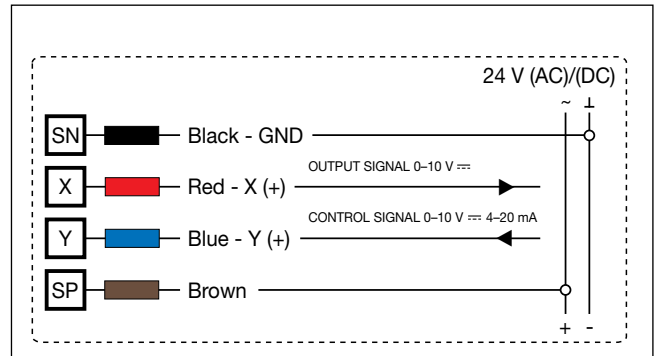 24 V (AC)/(DC)
~ ⊥
SN Black - GND
X Red - X (+) OUTPUT SIGNAL 0–10 V ⎓
Y Blue - Y (+) CONTROL SIGNAL 0–10 V ⎓ 4–20 mA
SP Brown
+ -